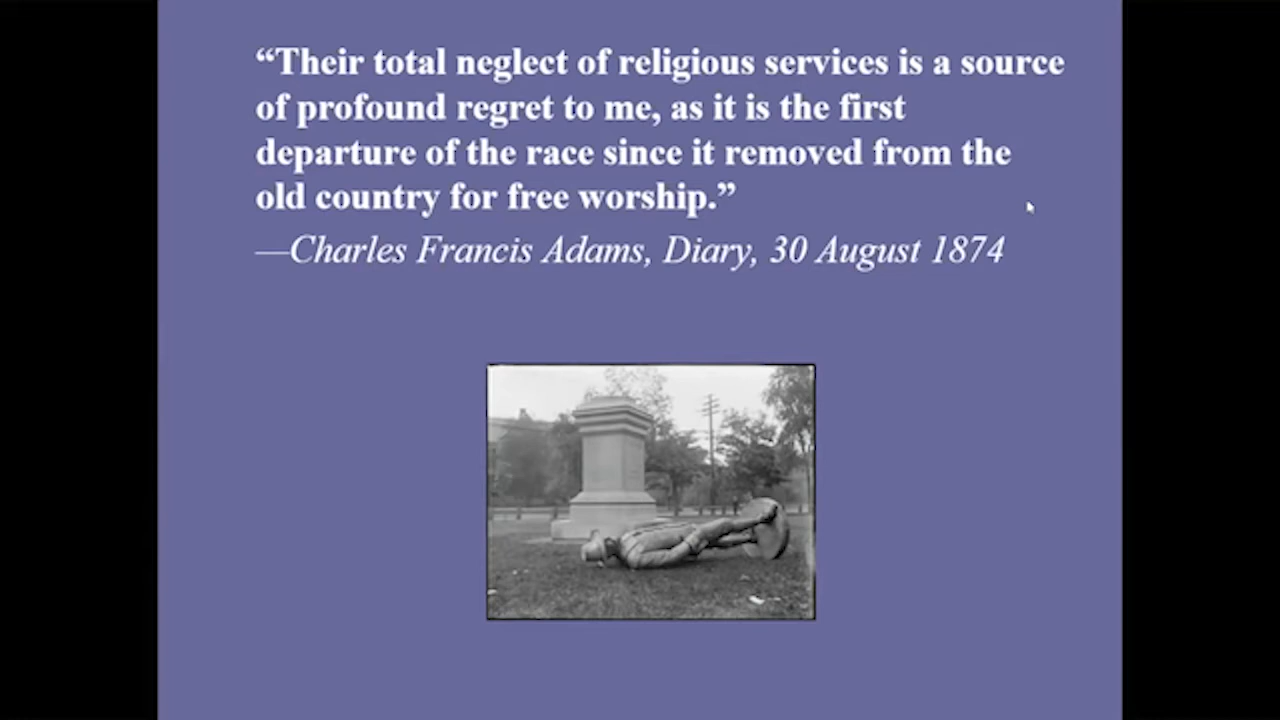 “Their total neglect of religious services is a source
of profound regret to me, as it is the first
departure of the race since it removed from the
old country for free worship.”
—Charles Francis Adams, Diary, 30 August 1874